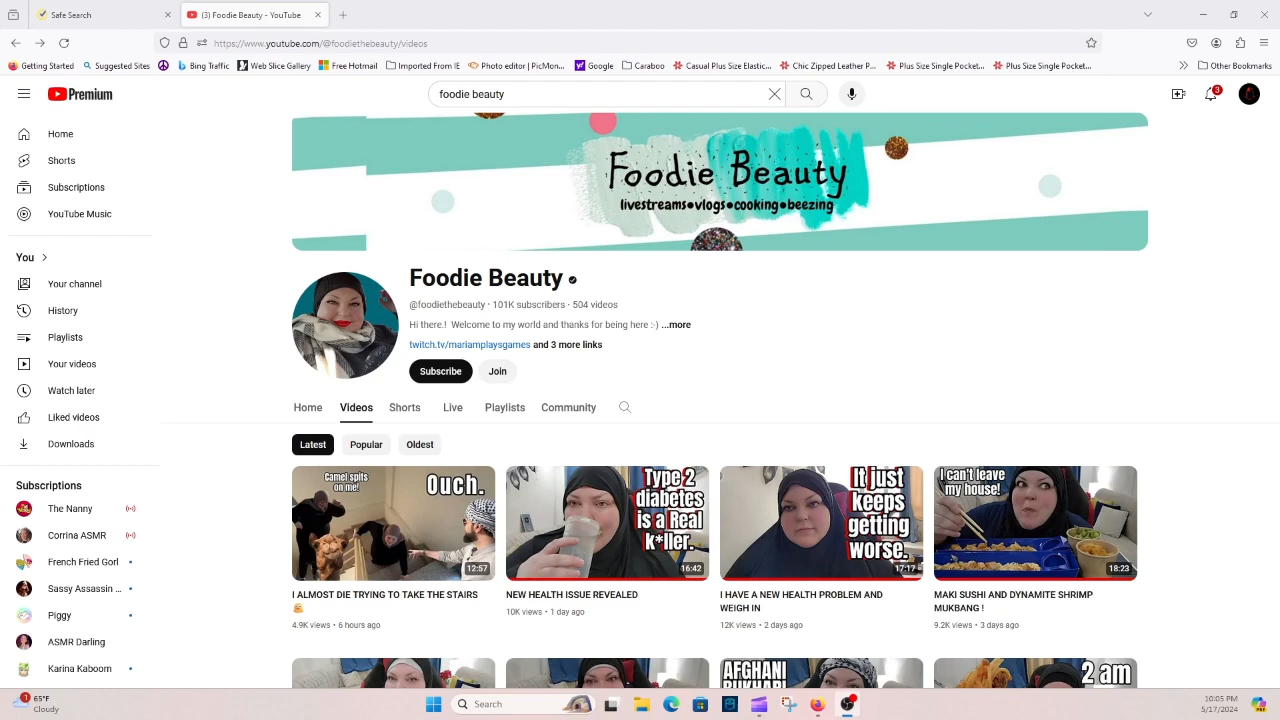 Safe Search
(3) Foodie Beauty - YouTube
https://www.youtube.com/@foodiethebeauty/videos
Getting Started
Suggested Sites
Bing Traffic
Web Slice Gallery
Free Hotmail
Imported From IE
Photo editor | PicMon...
Google
Caraboo
Casual Plus Size Elastic...
Chic Zipped Leather P...
Plus Size Single Pocket...
Plus Size Single Pocket...
Other Bookmarks
Premium
foodie beauty
3
Home
Shorts
Subscriptions
YouTube Music
You
Your channel
History
Playlists
Your videos
Watch later
Liked videos
Downloads
Subscriptions
The Nanny
Corrina ASMR
French Fried Gorl
Sassy Assassin ...
Piggy
ASMR Darling
Karina Kaboom
Foodie Beauty
livestreams•vlogs•cooking•beezing
Foodie Beauty
@foodiethebeauty · 101K subscribers · 504 videos
Hi there.! Welcome to my world and thanks for being here :-) ...more
twitch.tv/mariamplaysgames and 3 more links
Subscribe
Join
Home
Videos
Shorts
Live
Playlists
Community
Latest
Popular
Oldest
Camel spits
on me!
Ouch.
12:57
I ALMOST DIE TRYING TO TAKE THE STAIRS
4.9K views • 6 hours ago
Type 2
diabetes
is a Real
k*ller.
16:42
NEW HEALTH ISSUE REVEALED
10K views • 1 day ago
It just
keeps
getting
worse.
17:17
I HAVE A NEW HEALTH PROBLEM AND
WEIGH IN
12K views • 2 days ago
I can't leave
my house!
18:23
MAKI SUSHI AND DYNAMITE SHRIMP
MUKBANG !
9.2K views • 3 days ago
AFGHANI
2 am
1
65°F
Cloudy
Search
10:05 PM
5/17/2024